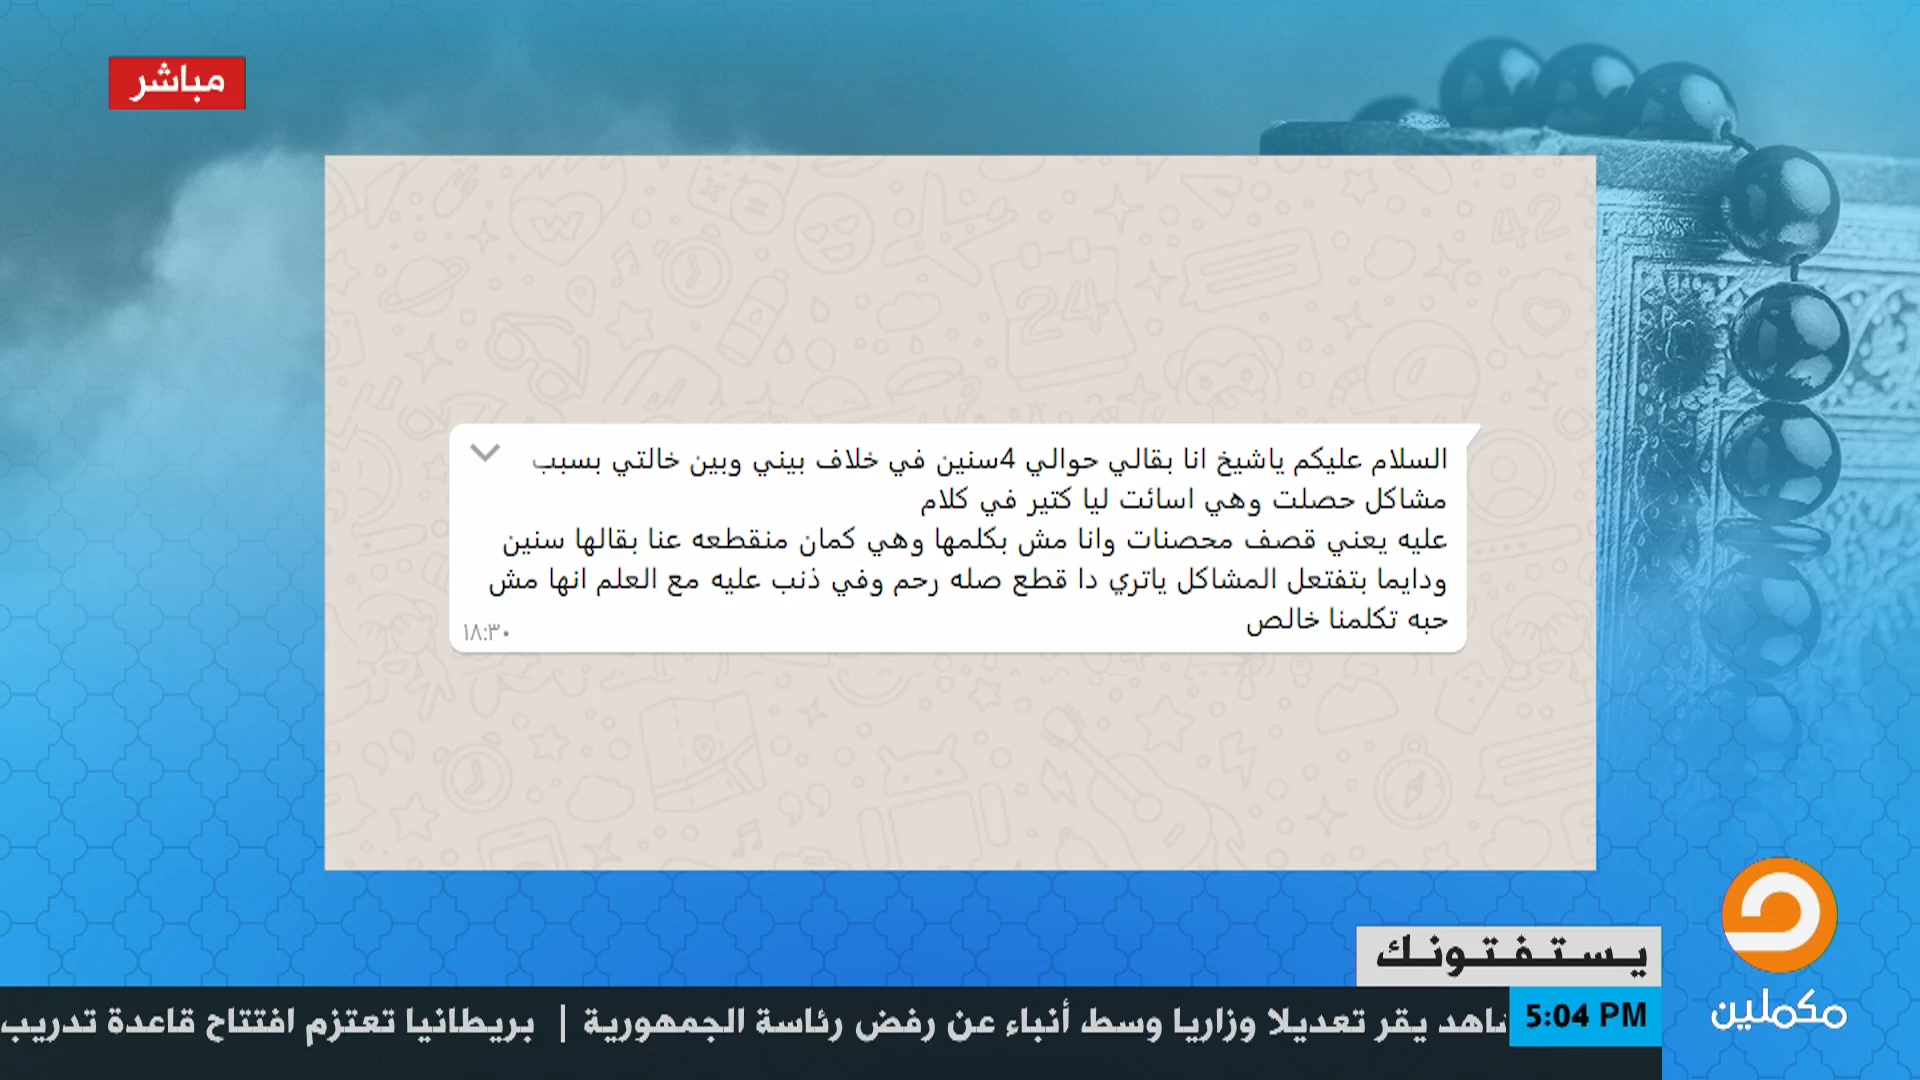 مباشر
السلام عليكم ياشيخ انا بقالي حوالي 4سنين في خلاف بيني وبين خالتي بسبب
مشاكل حصلت وهي اسائت ليا كتير في كلام
عليه يعني قصف محصنات وانا مش بكلمها وهي كمان منقطعه عنا بقالها سنين
ودايما بتفتعل المشاكل ياتري دا قطع صله رحم وفي ذنب عليه مع العلم انها مش
حبه تكلمنا خالص
١٨:٣٠
يستفتونك
5:04 PM
يقر تعديلا وزاريا وسط أنباء عن رفض رئاسة الجمهورية | بريطانيا تعتزم افتتاح قاعدة تدريب
مكملين